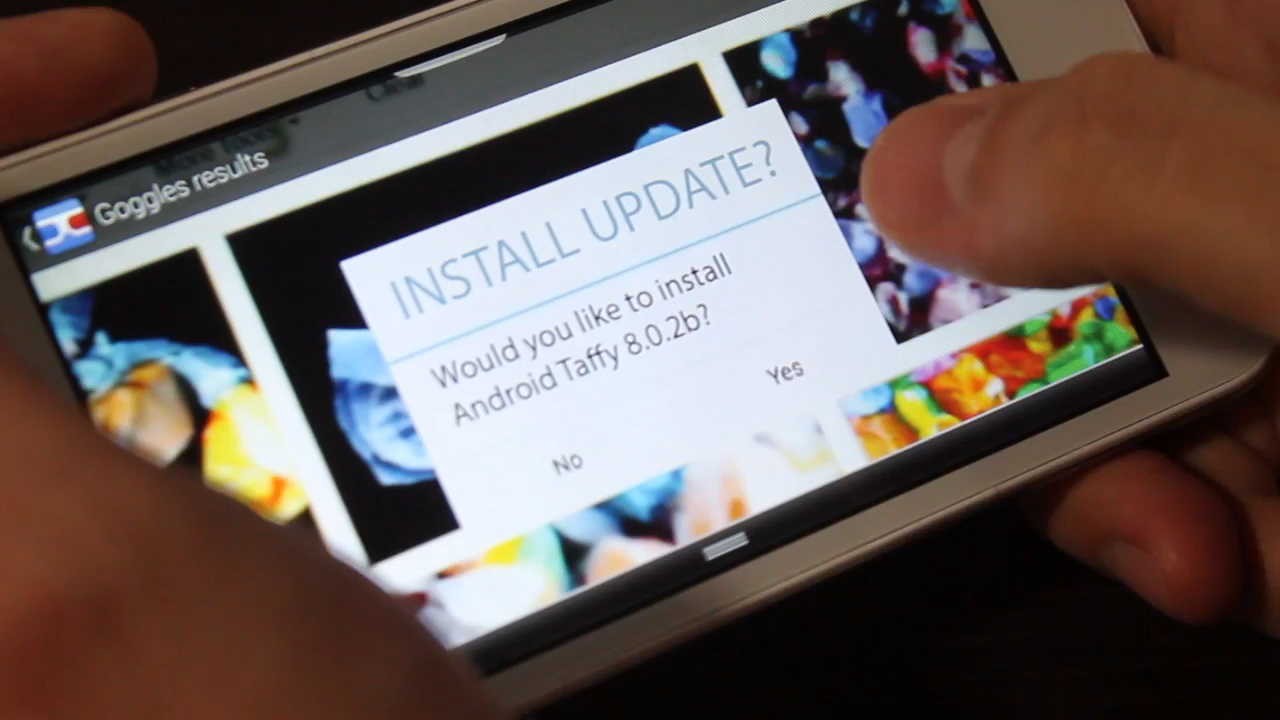 Goggles results
INSTALL UPDATE?
Would you like to install
Android Taffy 8.0.2b?
Yes
No